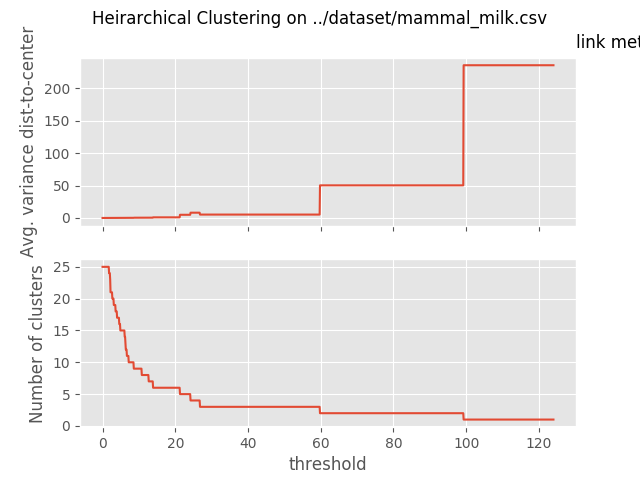 Heirarchical Clustering on ../dataset/mammal_milk.csv
link met
Avg. variance dist-to-center
200
150
100
50
0
Number of clusters
25
20
15
10
5
0
0 20 40 60 80 100 120
threshold